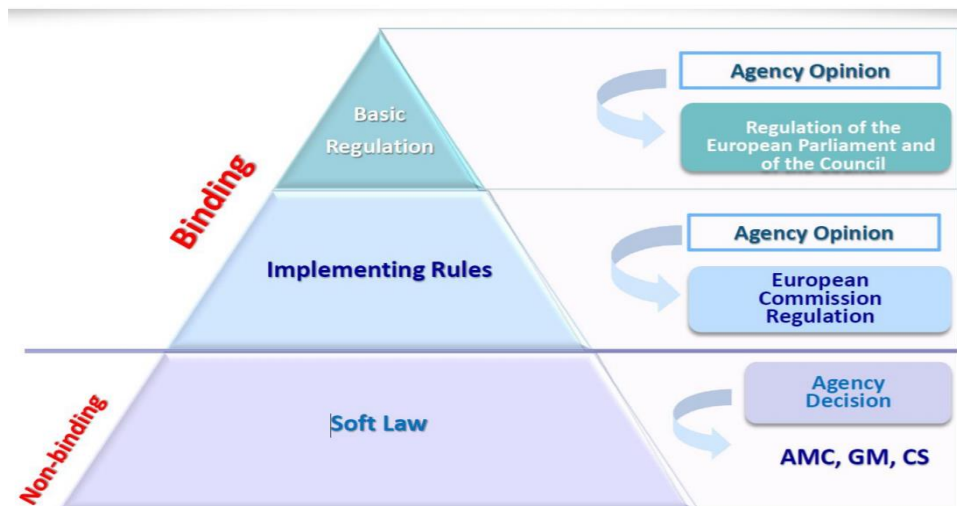 Binding
Non-binding
Basic
Regulation
Implementing Rules
Soft Law
Agency Opinion
Regulation of the
European Parliament and
of the Council
Agency Opinion
European
Commission
Regulation
Agency
Decision
AMC, GM, CS